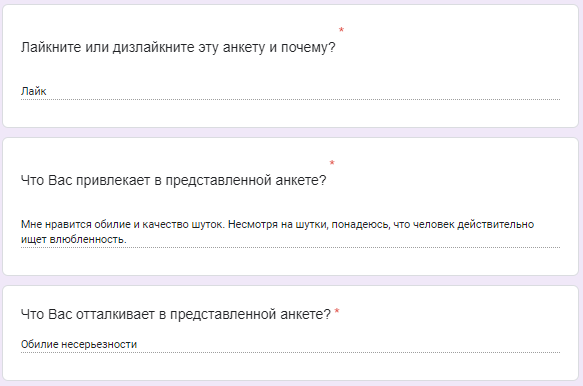 Лайкните или дизлайкните эту анкету и почему? *
Лайк
Что Вас привлекает в представленной анкете? *
Мне нравится обилие и качество шуток. Несмотря на шутки, понадеюсь, что человек действительно
ищет влюбленность.
Что Вас отталкивает в представленной анкете? *
Обилие несерьезности